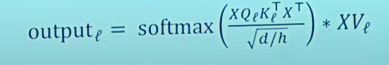 output_ℓ = softmax(XQ_ℓK_ℓ^⊤X^⊤ / √d/h) * XV_ℓ